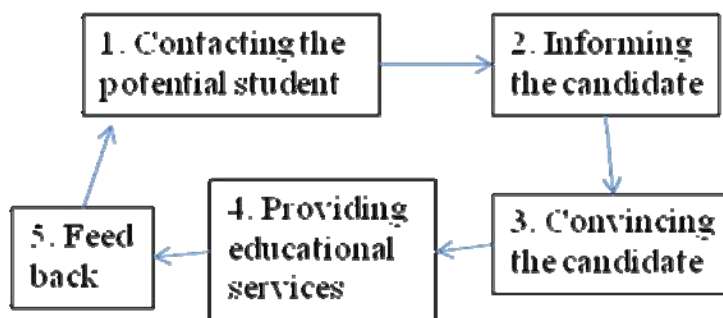 1. Contacting the
potential student
2. Informing
the candidate
3. Convincing
the candidate
4. Providing
educational
services
5. Feed
back